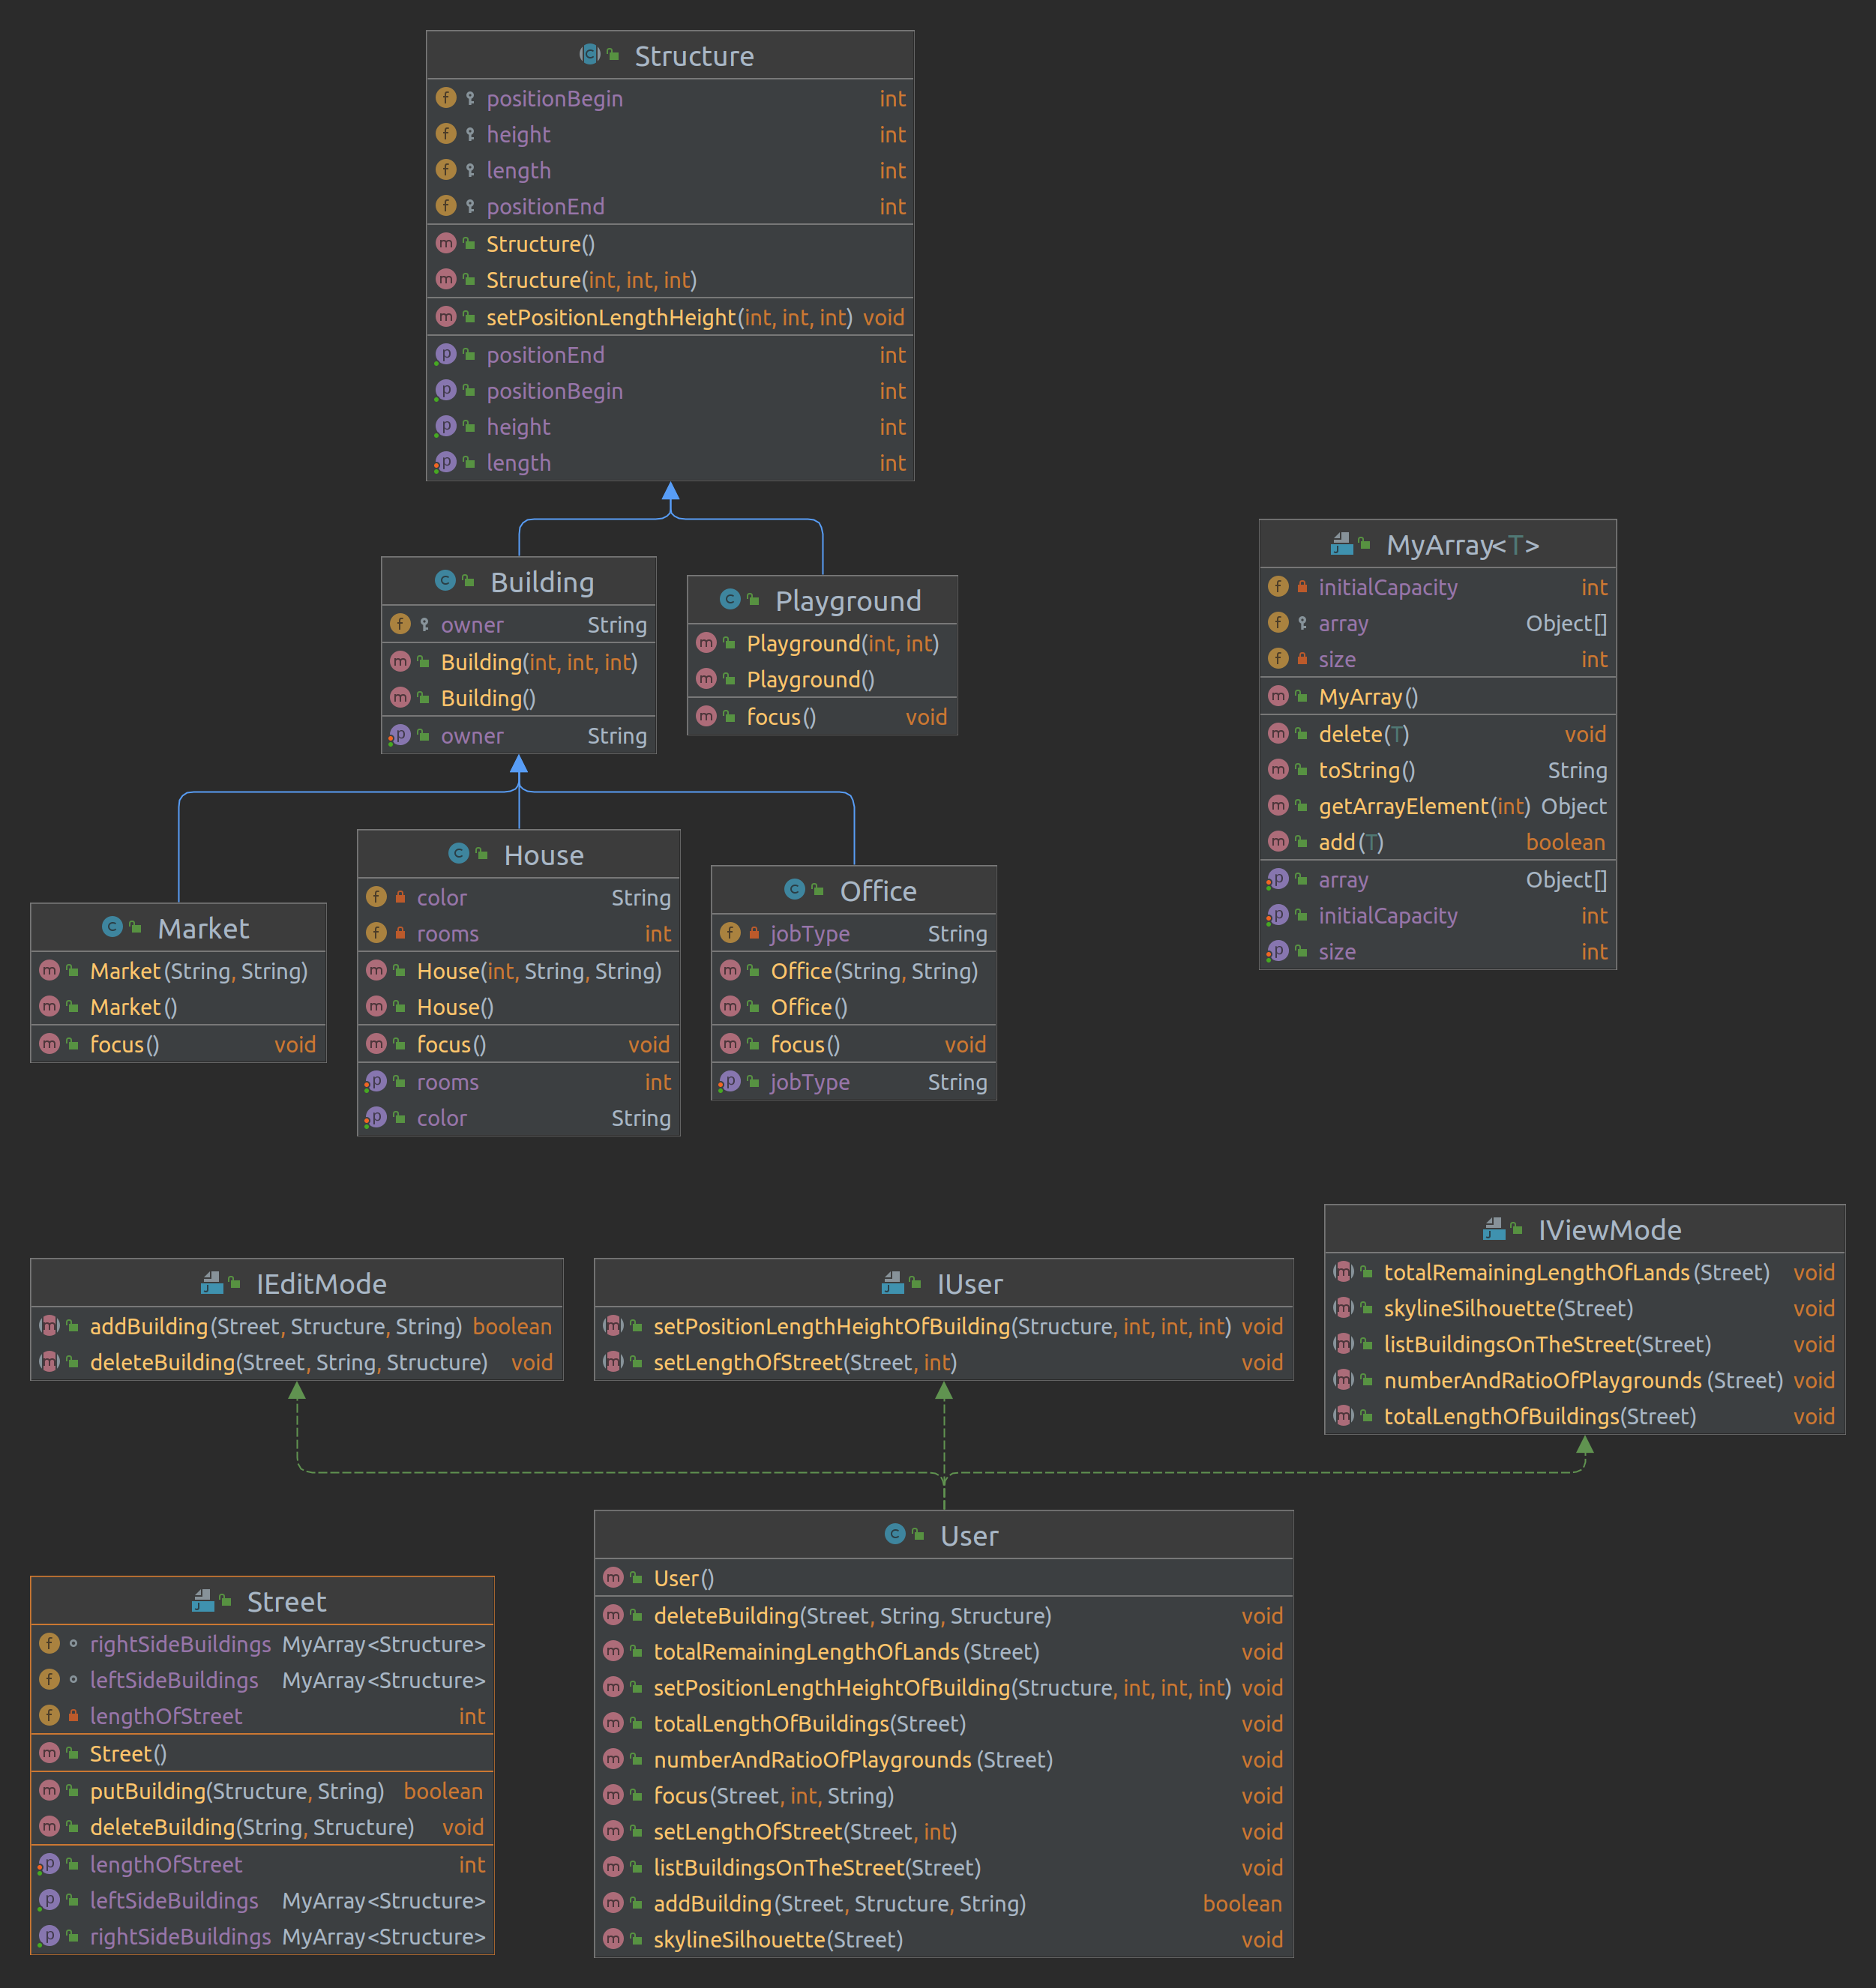 Structure
positionBegin int
height int
length int
positionEnd int
Structure()
Structure(int, int, int)
setPositionLengthHeight(int, int, int) void
positionEnd int
positionBegin int
height int
length int
Building
owner String
Building(int, int, int)
Building()
owner String
Playground
Playground(int, int)
Playground()
focus() void
MyArray<T>
initialCapacity int
array Object[]
size int
MyArray()
delete(T) void
toString() String
getArrayElement(int) Object
add(T) boolean
array Object[]
initialCapacity int
size int
Market
Market(String, String)
Market()
focus() void
House
color String
rooms int
House(int, String, String)
House()
focus() void
rooms int
color String
Office
jobType String
Office(String, String)
Office()
focus() void
jobType String
IEditMode
addBuilding(Street, Structure, String) boolean
deleteBuilding(Street, String, Structure) void
IUser
setPositionLengthHeightOfBuilding(Structure, int, int, int) void
setLengthOfStreet(Street, int) void
IViewMode
totalRemainingLengthOfLands(Street) void
skylineSilhouette(Street) void
listBuildingsOnTheStreet(Street) void
numberAndRatioOfPlaygrounds(Street) void
totalLengthOfBuildings(Street) void
Street
rightSideBuildings MyArray<Structure>
leftSideBuildings MyArray<Structure>
lengthOfStreet int
Street()
putBuilding(Structure, String) boolean
deleteBuilding(String, Structure) void
lengthOfStreet int
leftSideBuildings MyArray<Structure>
rightSideBuildings MyArray<Structure>
User
User()
deleteBuilding(Street, String, Structure) void
totalRemainingLengthOfLands(Street) void
setPositionLengthHeightOfBuilding(Structure, int, int, int) void
totalLengthOfBuildings(Street) void
numberAndRatioOfPlaygrounds(Street) void
focus(Street, int, String) void
setLengthOfStreet(Street, int) void
listBuildingsOnTheStreet(Street) void
addBuilding(Street, Structure, String) boolean
skylineSilhouette(Street) void